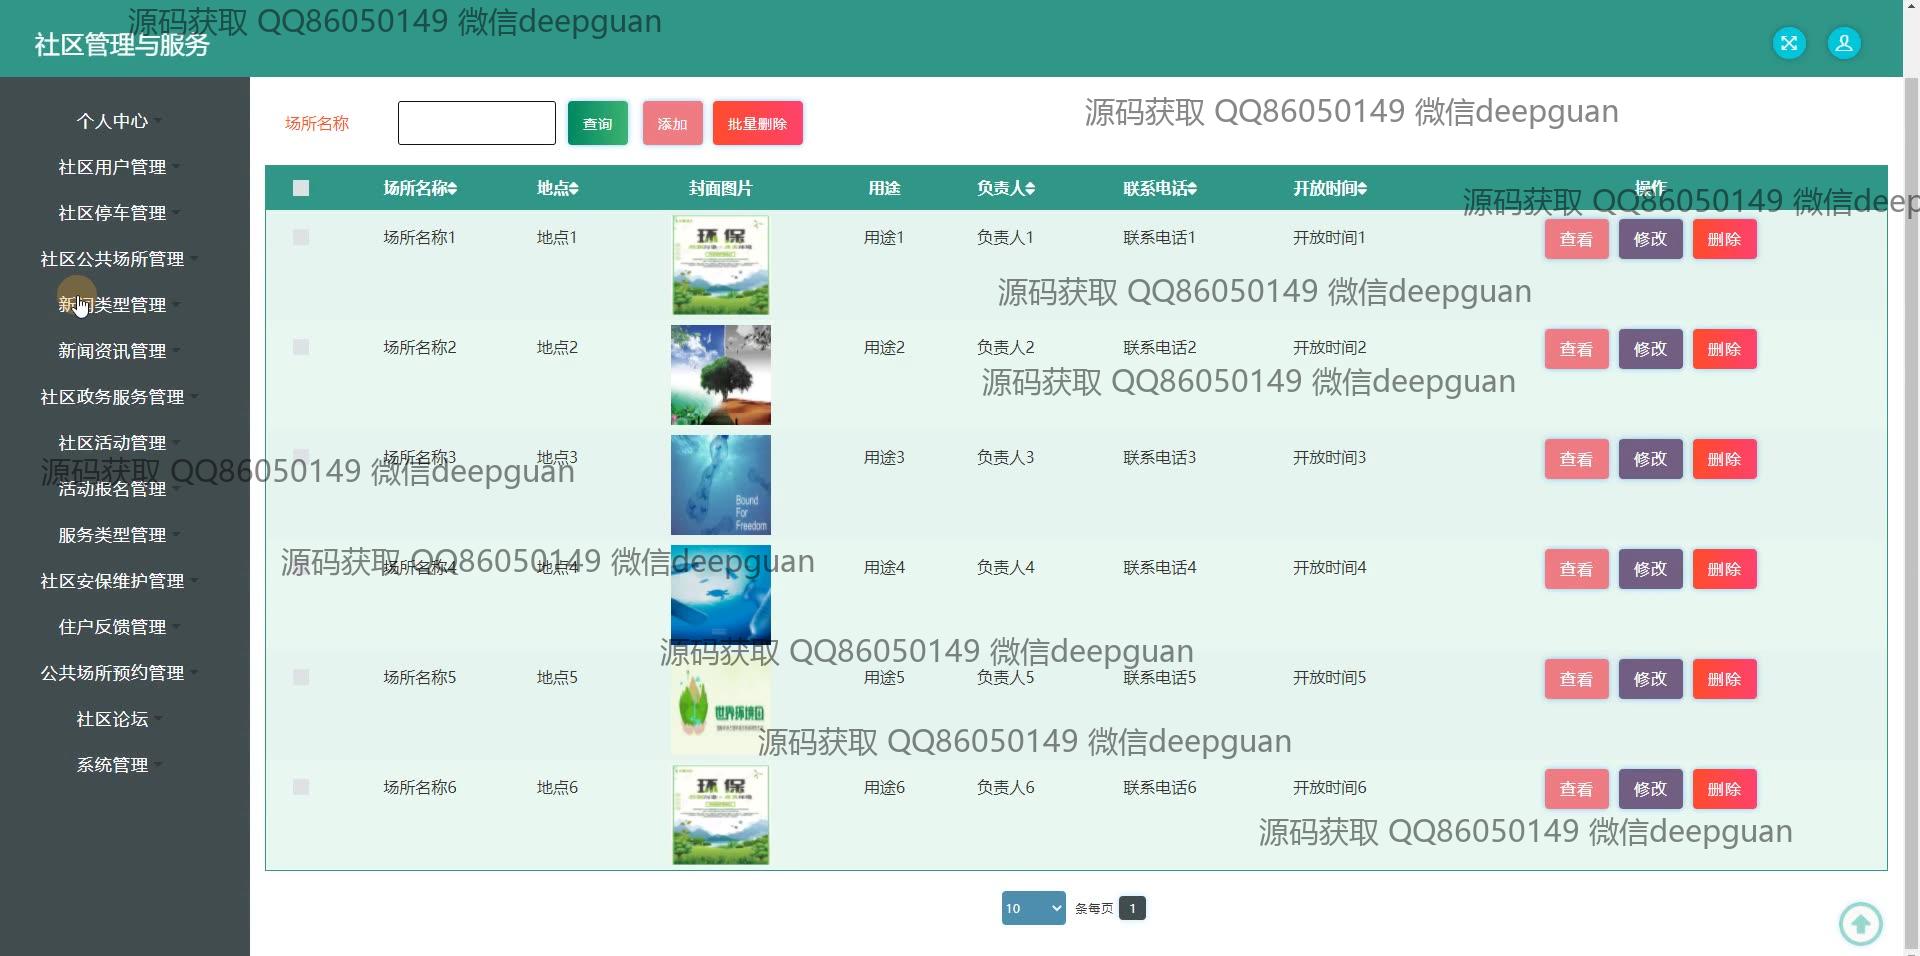 源码获取 QQ86050149 微信deepguan
社区管理与服务
个人中心
社区用户管理
社区停车管理
社区公共场所管理
新闻类型管理
新闻资讯管理
社区政务服务管理
社区活动管理
活动报名管理
服务类型管理
社区安保维护管理
住户反馈管理
公共场所预约管理
社区论坛
系统管理
场所名称 查询 添加 批量删除
源码获取 QQ86050149 微信deepguan
场所名称 地点 封面图片 用途 负责人 联系电话 开放时间 操作
源码获取 QQ86050149 微信deep
场所名称1 地点1 环保 用途1 负责人1 联系电话1 开放时间1 查看 修改 删除
源码获取 QQ86050149 微信deepguan
场所名称2 地点2 用途2 负责人2 联系电话2 开放时间2 查看 修改 删除
源码获取 QQ86050149 微信deepguan
场所名称3 地点3 用途3 负责人3 联系电话3 开放时间3 查看 修改 删除
源码获取 QQ86050149 微信deepguan
Bound
For
Freedom
源码获取 QQ86050149 微信deepguan
场所名称4 地点4 用途4 负责人4 联系电话4 开放时间4 查看 修改 删除
源码获取 QQ86050149 微信deepguan
场所名称5 地点5 用途5 负责人5 联系电话5 开放时间5 查看 修改 删除
世界环境日
源码获取 QQ86050149 微信deepguan
场所名称6 地点6 环保 用途6 负责人6 联系电话6 开放时间6 查看 修改 删除
源码获取 QQ86050149 微信deepguan
10 条每页 1